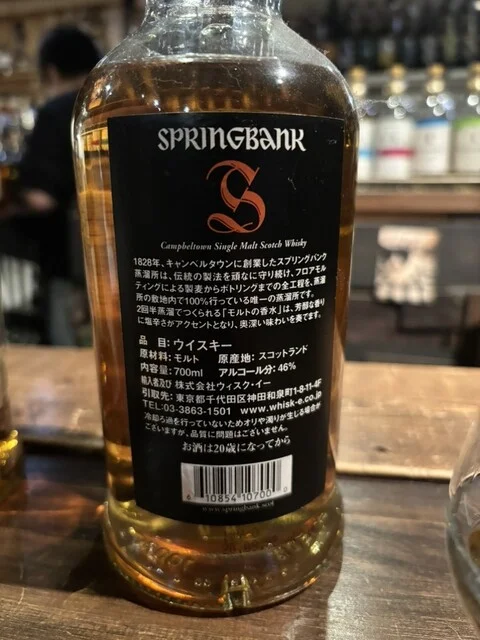 SPRINGBANK
S
Campbeltown Single Malt Scotch Whisky
1828年、キャンベルタウンに創業したスプリングバンク
蒸溜所は、伝統の製法を頑なに守り続け、フロアモル
ティングによる製麦からボトリングまでの全工程を、蒸溜
所の敷地内で100%行っている唯一の蒸溜所です。
2回半蒸溜でつくられる「モルトの香水」は、芳醇な香り
に塩辛さがアクセントとなり、奥深い味わいを奏でます。
品 目: ウイスキー
原材料: モルト 原産地: スコットランド
内容量: 700ml アルコール分: 46%
輸入者及び 株式会社ウィスク・イー
引取先: 東京都千代田区神田和泉町1-8-11-4F
TEL:03-3863-1501 www.whisk-e.co.jp
冷却ろ過を行っていないためオリや濁りが生じる場合が
ございますが、品質に問題はございません。
お酒は20歳になってから
6 10854 10700 0
www.springbank.scot